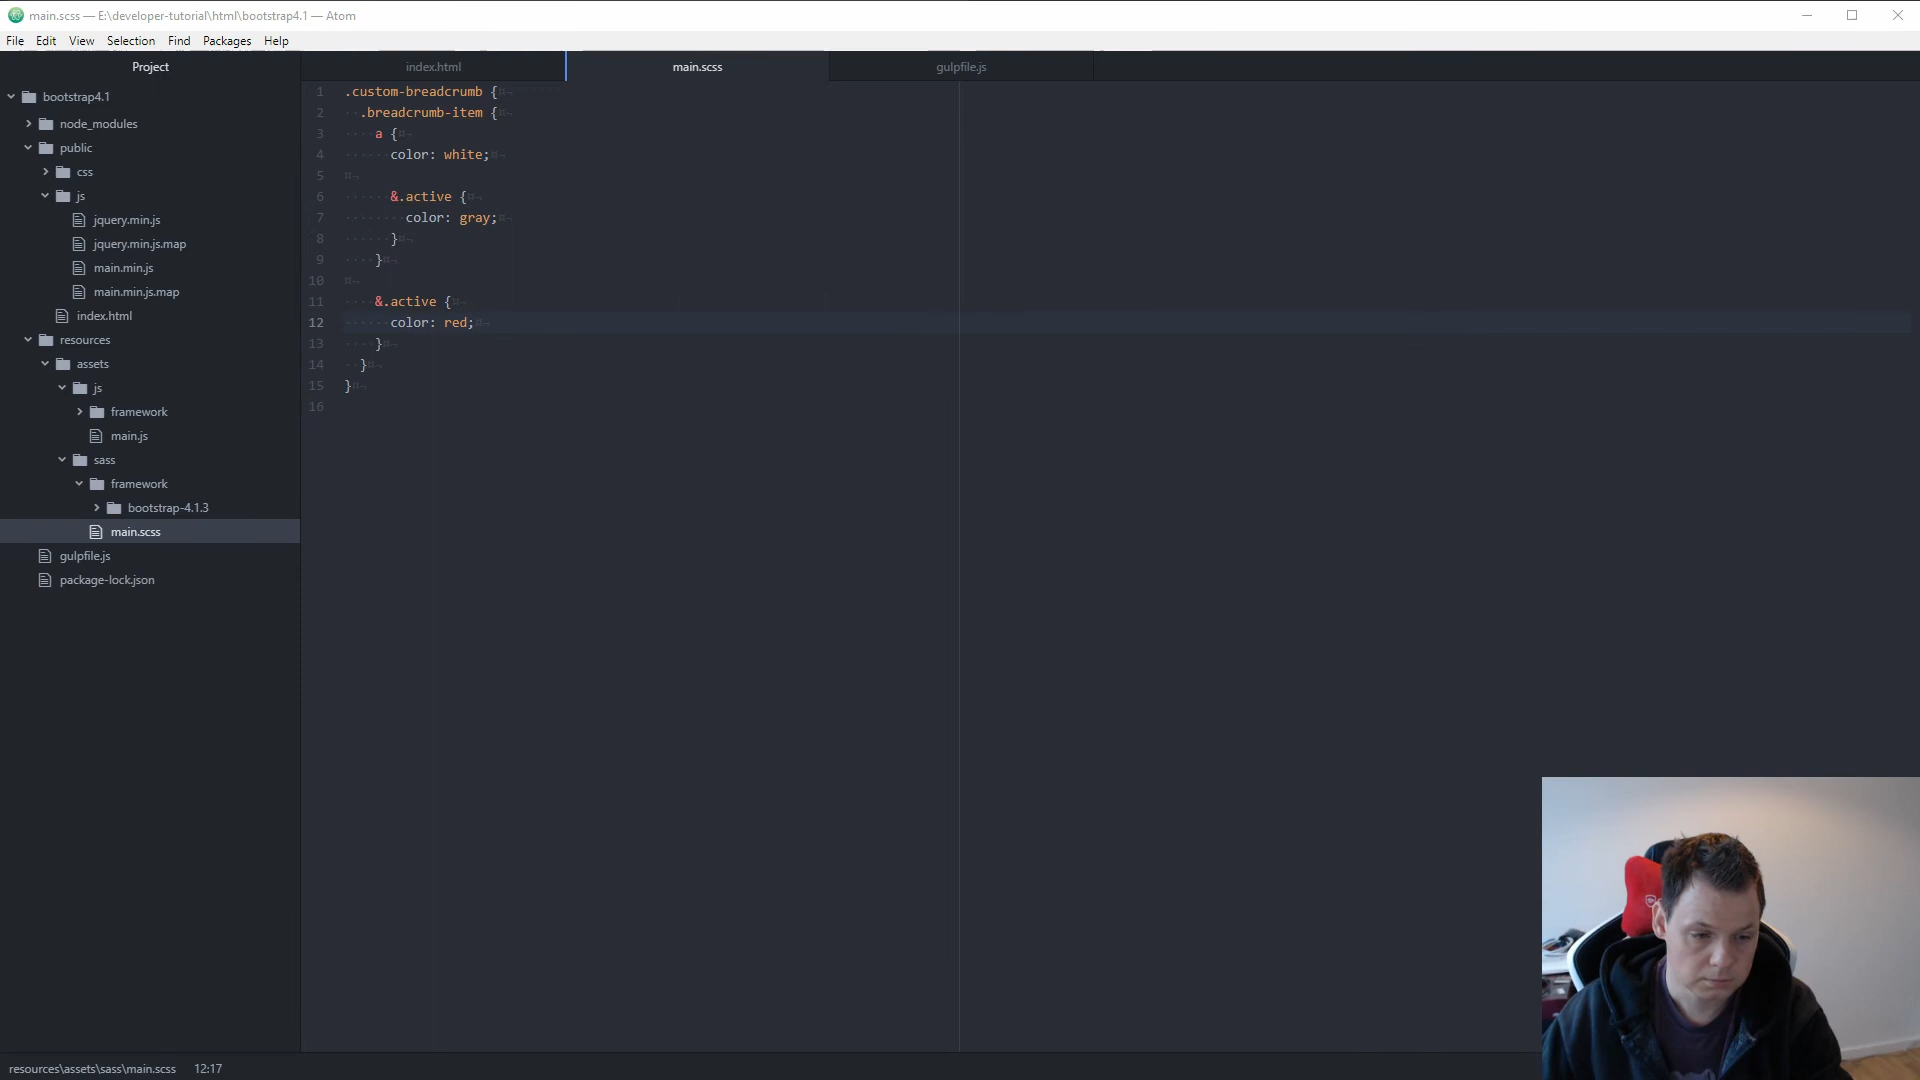 main.scss — E:\developer-tutorial\html\bootstrap4.1 — Atom
File Edit View Selection Find Packages Help
Project
bootstrap4.1
node_modules
public
css
js
jquery.min.js
jquery.min.js.map
main.min.js
main.min.js.map
index.html
resources
assets
js
framework
main.js
sass
framework
bootstrap-4.1.3
main.scss
gulpfile.js
package-lock.json
index.html main.scss gulpfile.js
1 .custom-breadcrumb {
2 .breadcrumb-item {
3 a {
4 color: white;
5
6 &.active {
7 color: gray;
8 }
9 }
10
11 &.active {
12 color: red;
13 }
14 }
15 }
16
resources\assets\sass\main.scss 12:17